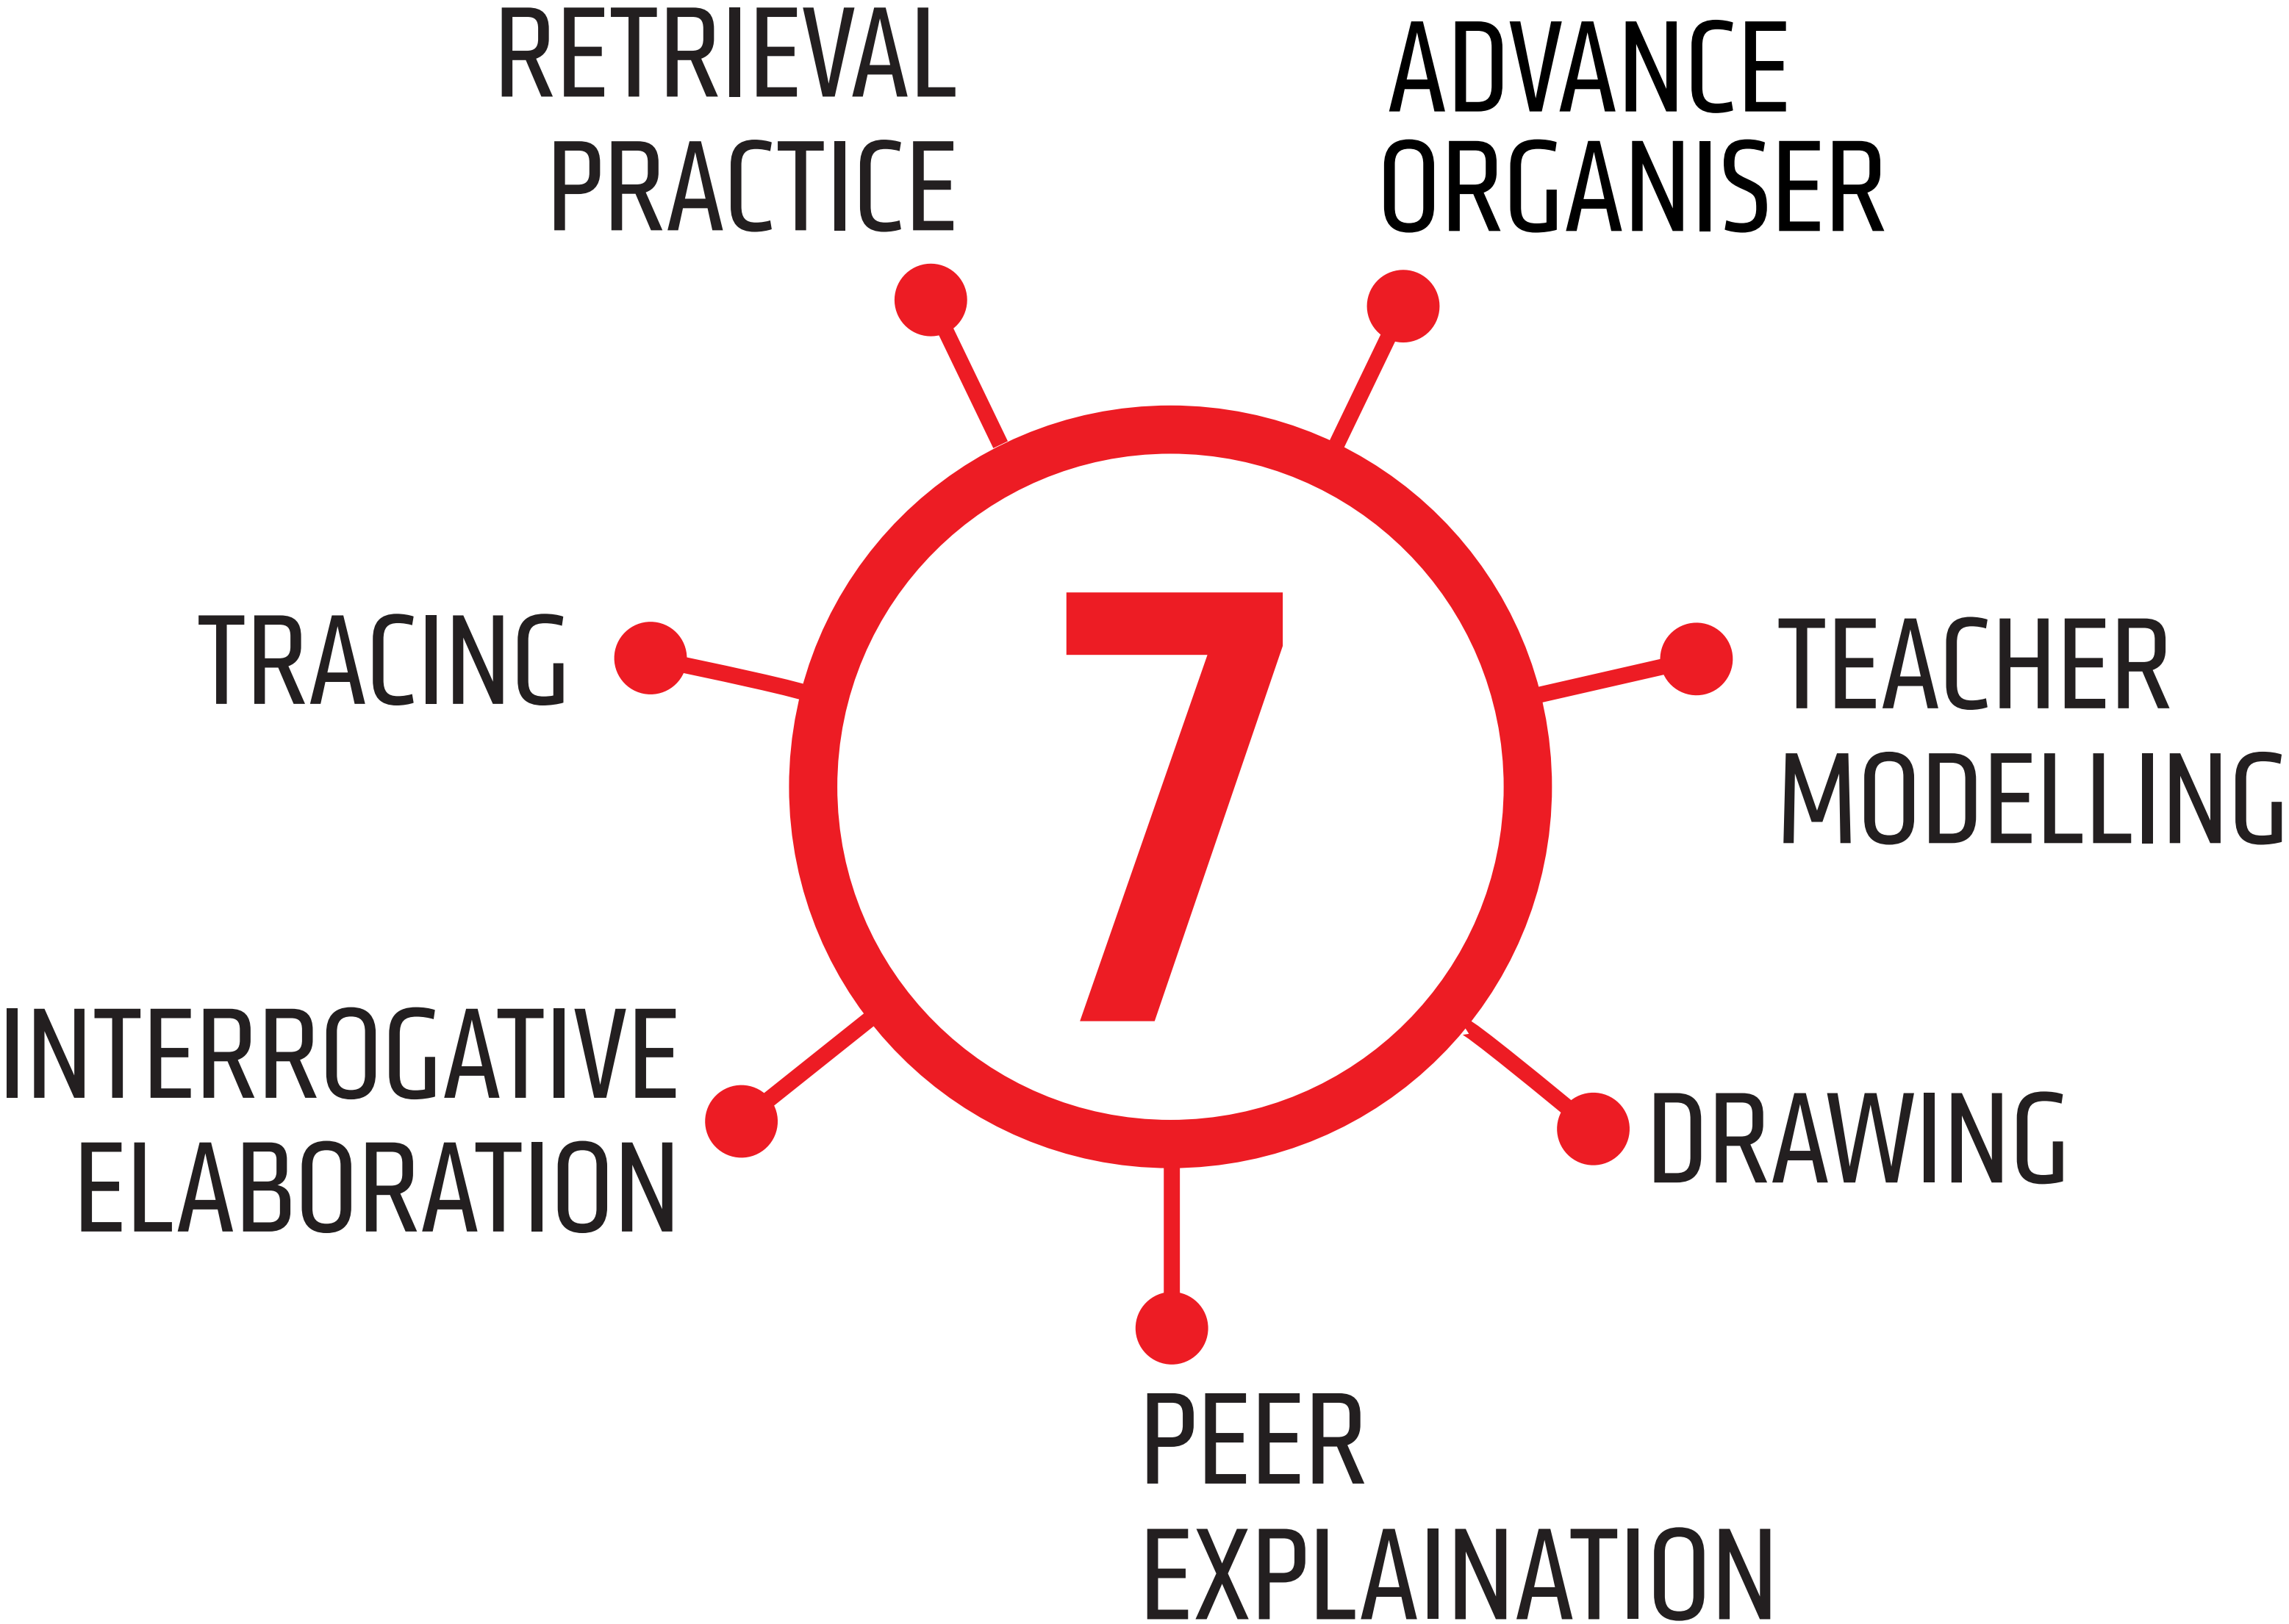 RETRIEVAL
PRACTICE
ADVANCE
ORGANISER
TRACING
7
TEACHER
MODELLING
INTERROGATIVE
ELABORATION
DRAWING
PEER
EXPLAINATION